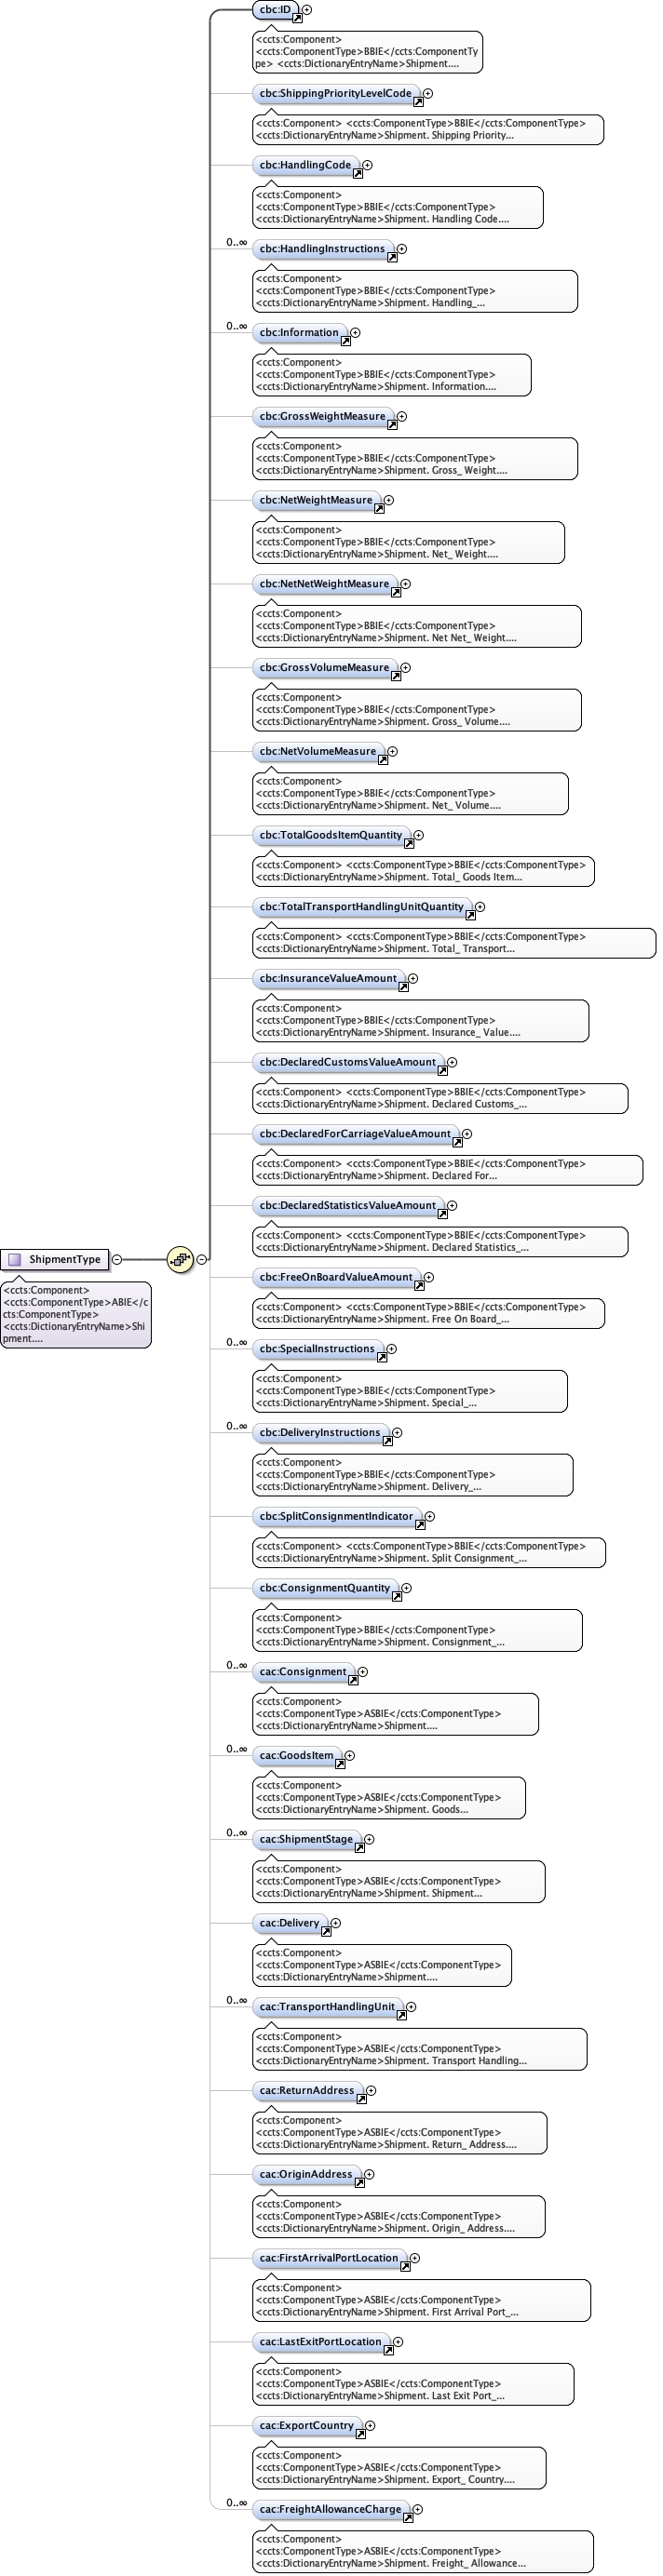 cbc:ID
<ccts:Component>
<ccts:ComponentType>BBIE</ccts:ComponentTy
pe> <ccts:DictionaryEntryName>Shipment....
cbc:ShippingPriorityLevelCode
<ccts:Component> <ccts:ComponentType>BBIE</ccts:ComponentType>
<ccts:DictionaryEntryName>Shipment. Shipping Priority...
cbc:HandlingCode
<ccts:Component>
<ccts:ComponentType>BBIE</ccts:ComponentType>
<ccts:DictionaryEntryName>Shipment. Handling Code....
0..∞
cbc:HandlingInstructions
<ccts:Component>
<ccts:ComponentType>BBIE</ccts:ComponentType>
<ccts:DictionaryEntryName>Shipment. Handling_...
0..∞
cbc:Information
<ccts:Component>
<ccts:ComponentType>BBIE</ccts:ComponentType>
<ccts:DictionaryEntryName>Shipment. Information....
cbc:GrossWeightMeasure
<ccts:Component>
<ccts:ComponentType>BBIE</ccts:ComponentType>
<ccts:DictionaryEntryName>Shipment. Gross_ Weight....
cbc:NetWeightMeasure
<ccts:Component>
<ccts:ComponentType>BBIE</ccts:ComponentType>
<ccts:DictionaryEntryName>Shipment. Net_ Weight....
cbc:NetNetWeightMeasure
<ccts:Component>
<ccts:ComponentType>BBIE</ccts:ComponentType>
<ccts:DictionaryEntryName>Shipment. Net Net_ Weight....
cbc:GrossVolumeMeasure
<ccts:Component>
<ccts:ComponentType>BBIE</ccts:ComponentType>
<ccts:DictionaryEntryName>Shipment. Gross_ Volume....
cbc:NetVolumeMeasure
<ccts:Component>
<ccts:ComponentType>BBIE</ccts:ComponentType>
<ccts:DictionaryEntryName>Shipment. Net_ Volume....
cbc:TotalGoodsItemQuantity
<ccts:Component> <ccts:ComponentType>BBIE</ccts:ComponentType>
<ccts:DictionaryEntryName>Shipment. Total_ Goods Item...
cbc:TotalTransportHandlingUnitQuantity
<ccts:Component> <ccts:ComponentType>BBIE</ccts:ComponentType>
<ccts:DictionaryEntryName>Shipment. Total_ Transport...
cbc:InsuranceValueAmount
<ccts:Component>
<ccts:ComponentType>BBIE</ccts:ComponentType>
<ccts:DictionaryEntryName>Shipment. Insurance_ Value....
cbc:DeclaredCustomsValueAmount
<ccts:Component> <ccts:ComponentType>BBIE</ccts:ComponentType>
<ccts:DictionaryEntryName>Shipment. Declared Customs_...
cbc:DeclaredForCarriageValueAmount
<ccts:Component> <ccts:ComponentType>BBIE</ccts:ComponentType>
<ccts:DictionaryEntryName>Shipment. Declared For...
cbc:DeclaredStatisticsValueAmount
<ccts:Component> <ccts:ComponentType>BBIE</ccts:ComponentType>
<ccts:DictionaryEntryName>Shipment. Declared Statistics_...
ShipmentType
<ccts:Component>
<ccts:ComponentType>ABIE</c
cts:ComponentType>
<ccts:DictionaryEntryName>Shi
pment....
cbc:FreeOnBoardValueAmount
<ccts:Component> <ccts:ComponentType>BBIE</ccts:ComponentType>
<ccts:DictionaryEntryName>Shipment. Free On Board_...
0..∞
cbc:SpecialInstructions
<ccts:Component>
<ccts:ComponentType>BBIE</ccts:ComponentType>
<ccts:DictionaryEntryName>Shipment. Special_...
0..∞
cbc:DeliveryInstructions
<ccts:Component>
<ccts:ComponentType>BBIE</ccts:ComponentType>
<ccts:DictionaryEntryName>Shipment. Delivery_...
cbc:SplitConsignmentIndicator
<ccts:Component> <ccts:ComponentType>BBIE</ccts:ComponentType>
<ccts:DictionaryEntryName>Shipment. Split Consignment_...
cbc:ConsignmentQuantity
<ccts:Component>
<ccts:ComponentType>BBIE</ccts:ComponentType>
<ccts:DictionaryEntryName>Shipment. Consignment_...
0..∞
cac:Consignment
<ccts:Component>
<ccts:ComponentType>ASBIE</ccts:ComponentType>
<ccts:DictionaryEntryName>Shipment....
0..∞
cac:GoodsItem
<ccts:Component>
<ccts:ComponentType>ASBIE</ccts:ComponentType>
<ccts:DictionaryEntryName>Shipment. Goods...
0..∞
cac:ShipmentStage
<ccts:Component>
<ccts:ComponentType>ASBIE</ccts:ComponentType>
<ccts:DictionaryEntryName>Shipment. Shipment...
cac:Delivery
<ccts:Component>
<ccts:ComponentType>ASBIE</ccts:ComponentType>
<ccts:DictionaryEntryName>Shipment....
0..∞
cac:TransportHandlingUnit
<ccts:Component>
<ccts:ComponentType>ASBIE</ccts:ComponentType>
<ccts:DictionaryEntryName>Shipment. Transport Handling...
cac:ReturnAddress
<ccts:Component>
<ccts:ComponentType>ASBIE</ccts:ComponentType>
<ccts:DictionaryEntryName>Shipment. Return_ Address....
cac:OriginAddress
<ccts:Component>
<ccts:ComponentType>ASBIE</ccts:ComponentType>
<ccts:DictionaryEntryName>Shipment. Origin_ Address....
cac:FirstArrivalPortLocation
<ccts:Component>
<ccts:ComponentType>ASBIE</ccts:ComponentType>
<ccts:DictionaryEntryName>Shipment. First Arrival Port_...
cac:LastExitPortLocation
<ccts:Component>
<ccts:ComponentType>ASBIE</ccts:ComponentType>
<ccts:DictionaryEntryName>Shipment. Last Exit Port_...
cac:ExportCountry
<ccts:Component>
<ccts:ComponentType>ASBIE</ccts:ComponentType>
<ccts:DictionaryEntryName>Shipment. Export_ Country....
0..∞
cac:FreightAllowanceCharge
<ccts:Component>
<ccts:ComponentType>ASBIE</ccts:ComponentType>
<ccts:DictionaryEntryName>Shipment. Freight_ Allowance...